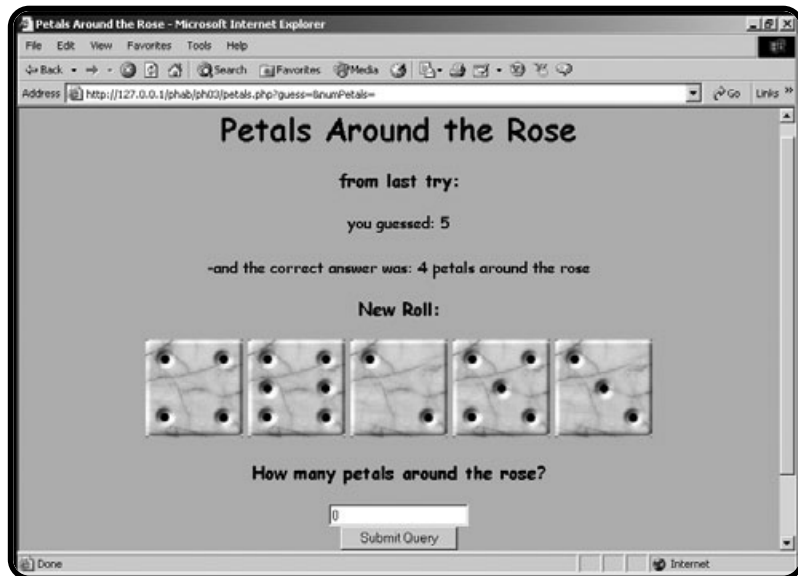 Petals Around the Rose - Microsoft Internet Explorer
File Edit View Favorites Tools Help
Back Search Favorites Media
Address http://127.0.0.1/phab/ph03/petals.php?guess=&numPetals= Go Links »
Petals Around the Rose
from last try:
you guessed: 5
-and the correct answer was: 4 petals around the rose
New Roll:
How many petals around the rose?
0
Submit Query
Done Internet